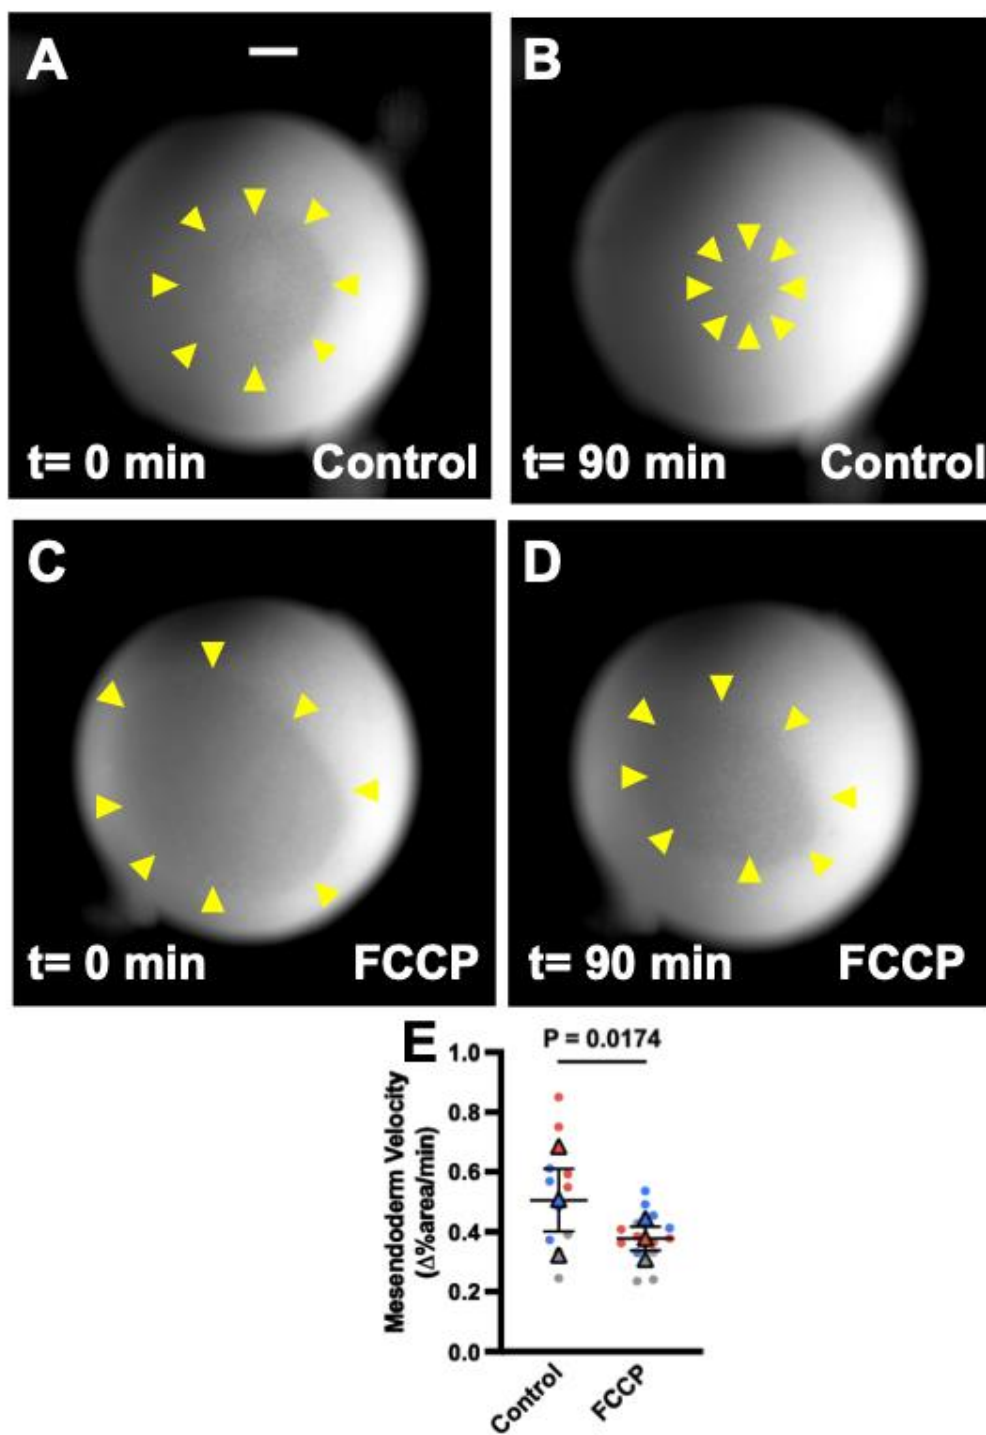 A
B
t= 0 min Control
t= 90 min Control
C
D
t= 0 min FCCP
t= 90 min FCCP
E
P = 0.0174
Mesendoderm Velocity
(Δ%area/min)
1.0
0.8
0.6
0.4
0.2
0.0
Control
FCCP